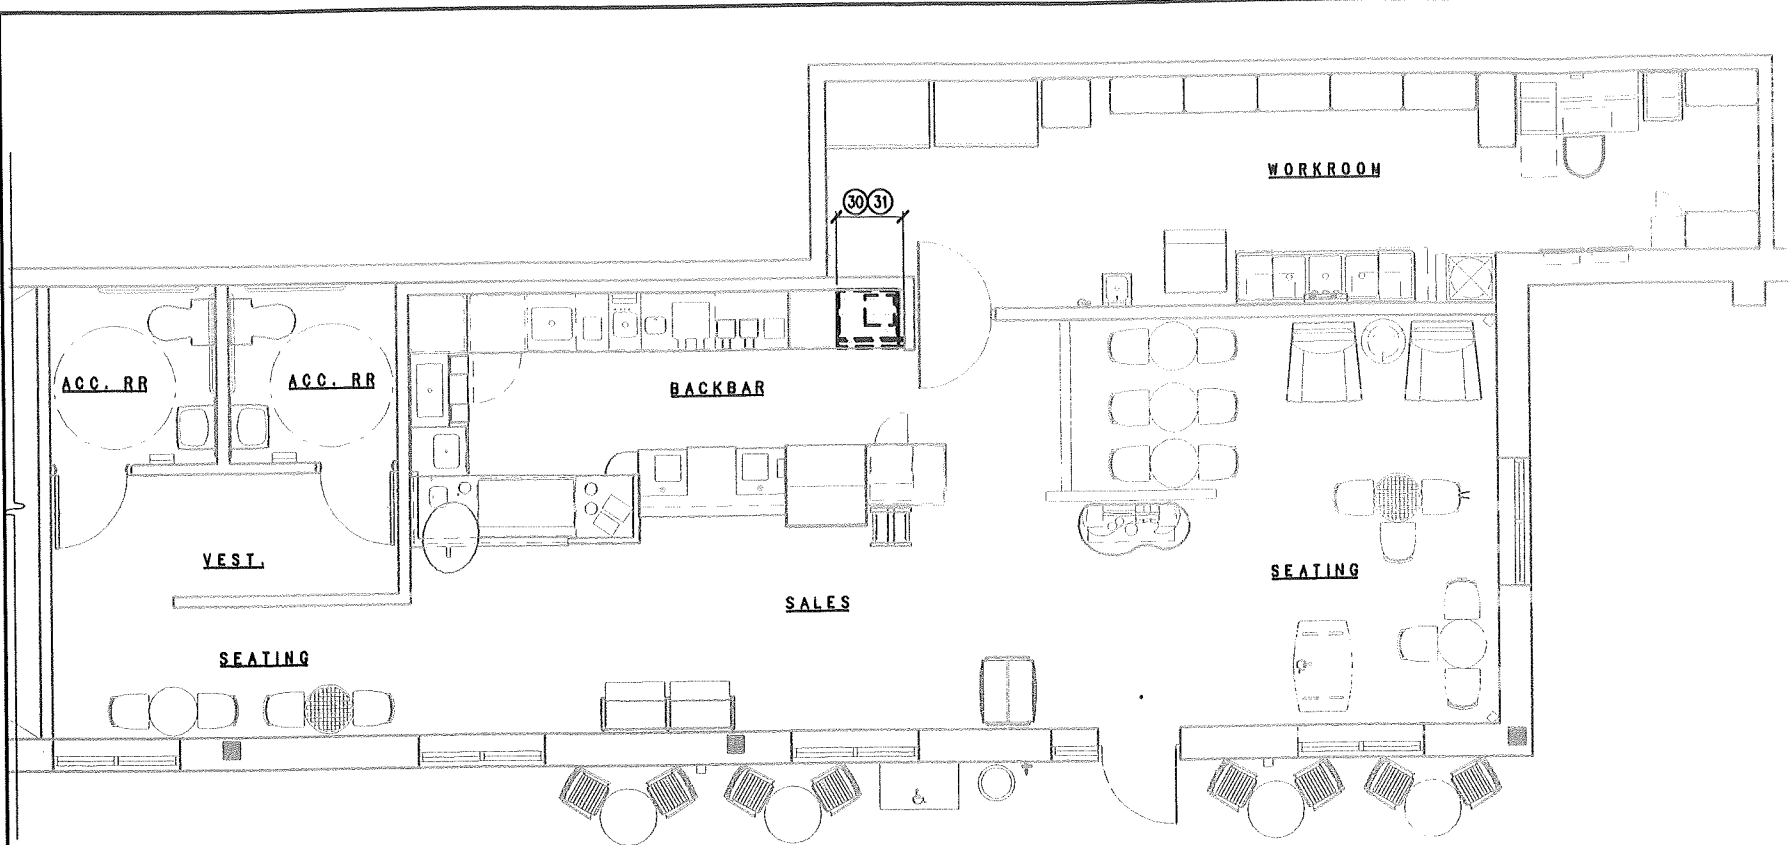 WORKROOM
30 31
ACC. RR
ACC. RR
BACKBAR
VEST.
SEATING
SALES
SEATING